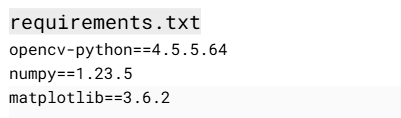 requirements.txt
opencv-python==4.5.5.64
numpy==1.23.5
matplotlib==3.6.2